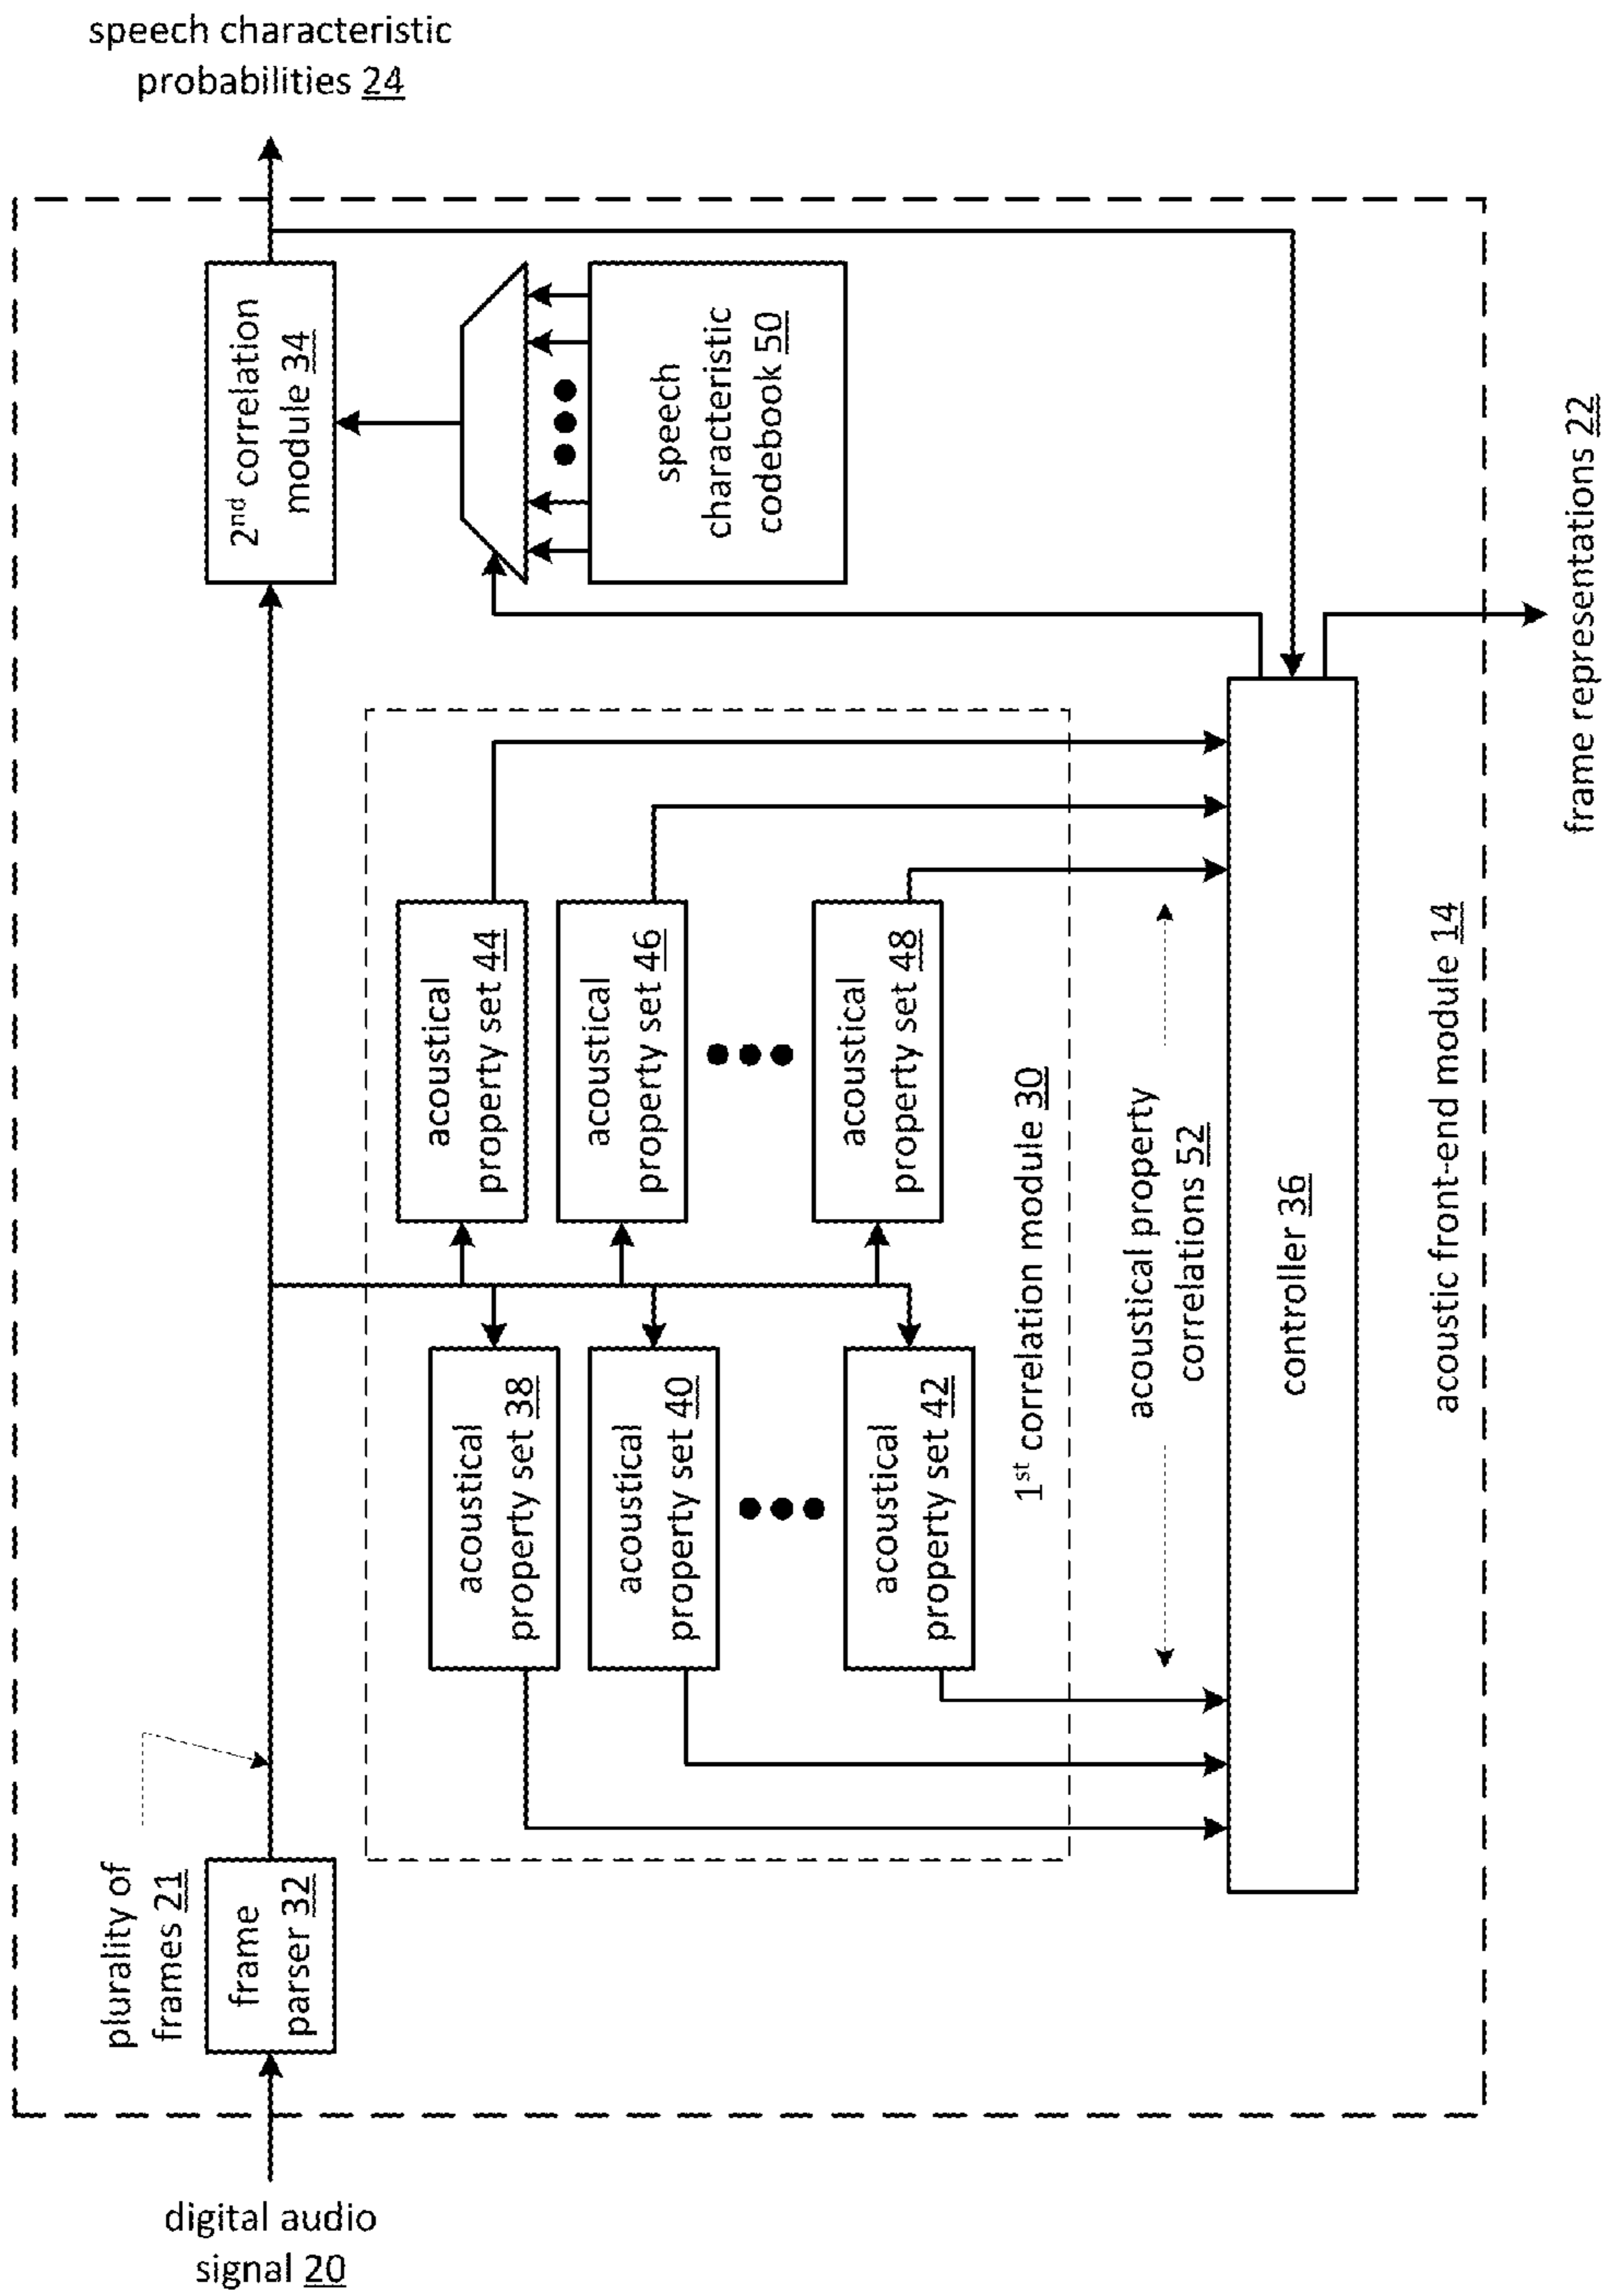 speech characteristic
probabilities 24
2nd correlation
module 34
speech
characteristic
codebook 50
frame representations 22
acoustical
property set 44
acoustical
property set 46
acoustical
property set 48
1st correlation module 30
acoustical property
correlations 52
controller 36
acoustic front-end module 14
acoustical
property set 38
acoustical
property set 40
acoustical
property set 42
plurality of
frames 21
frame
parser 32
digital audio
signal 20